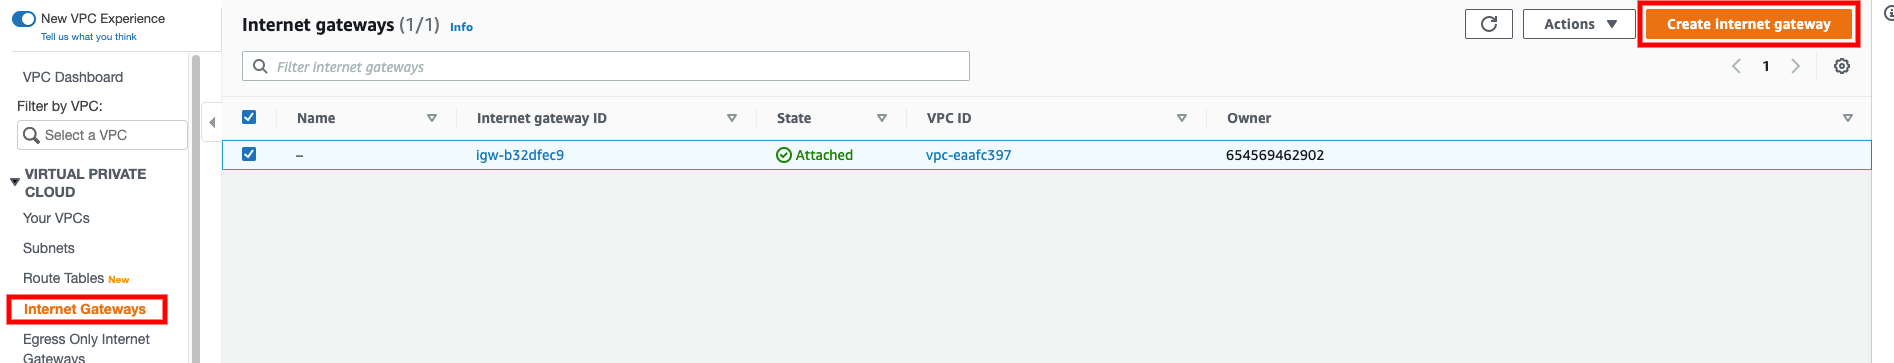 New VPC Experience
Tell us what you think
VPC Dashboard
Filter by VPC:
Select a VPC
VIRTUAL PRIVATE
CLOUD
Your VPCs
Subnets
Route Tables New
Internet Gateways
Egress Only Internet
Gateways
Internet gateways (1/1) Info
Actions
Create internet gateway
Filter internet gateways
1
Name Internet gateway ID State VPC ID Owner
– igw-b32dfec9 Attached vpc-eaafc397 654569462902